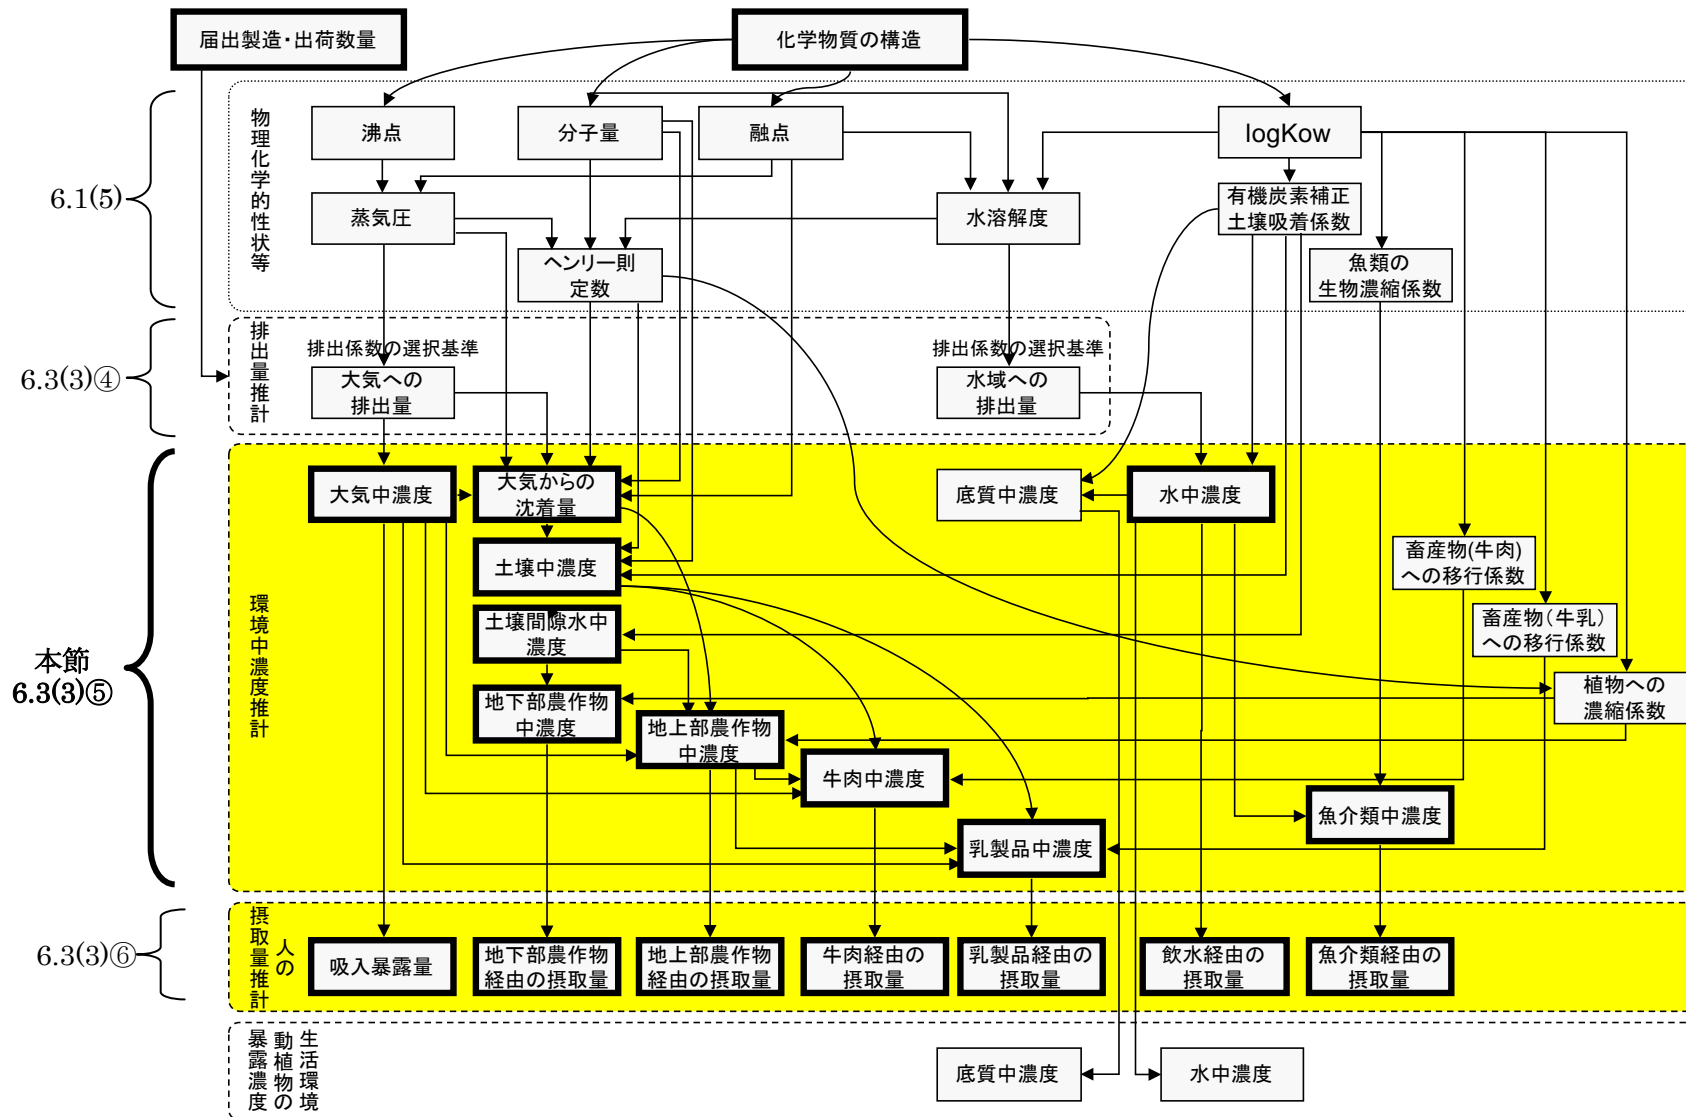 届出製造・出荷数量
化学物質の構造
6.1(5)
物理化学的性状等
沸点
分子量
融点
logKow
蒸気圧
水溶解度
有機炭素補正
土壌吸着係数
ヘンリー則
定数
魚類の
生物濃縮係数
6.3(3)④
排出量推計
排出係数の選択基準
大気への
排出量
排出係数の選択基準
水域への
排出量
本節
6.3(3)⑤
環境中濃度推計
大気中濃度
大気からの
沈着量
底質中濃度
水中濃度
土壌中濃度
畜産物(牛肉)
への移行係数
土壌間隙水中
濃度
畜産物(牛乳)
への移行係数
地下部農作物
中濃度
植物への
濃縮係数
地上部農作物
中濃度
牛肉中濃度
魚介類中濃度
乳製品中濃度
6.3(3)⑥
人の
摂取量推計
吸入暴露量
地下部農作物
経由の摂取量
地上部農作物
経由の摂取量
牛肉経由の
摂取量
乳製品経由の
摂取量
飲水経由の
摂取量
魚介類経由の
摂取量
生活環境
動植物の
暴露濃度
底質中濃度
水中濃度